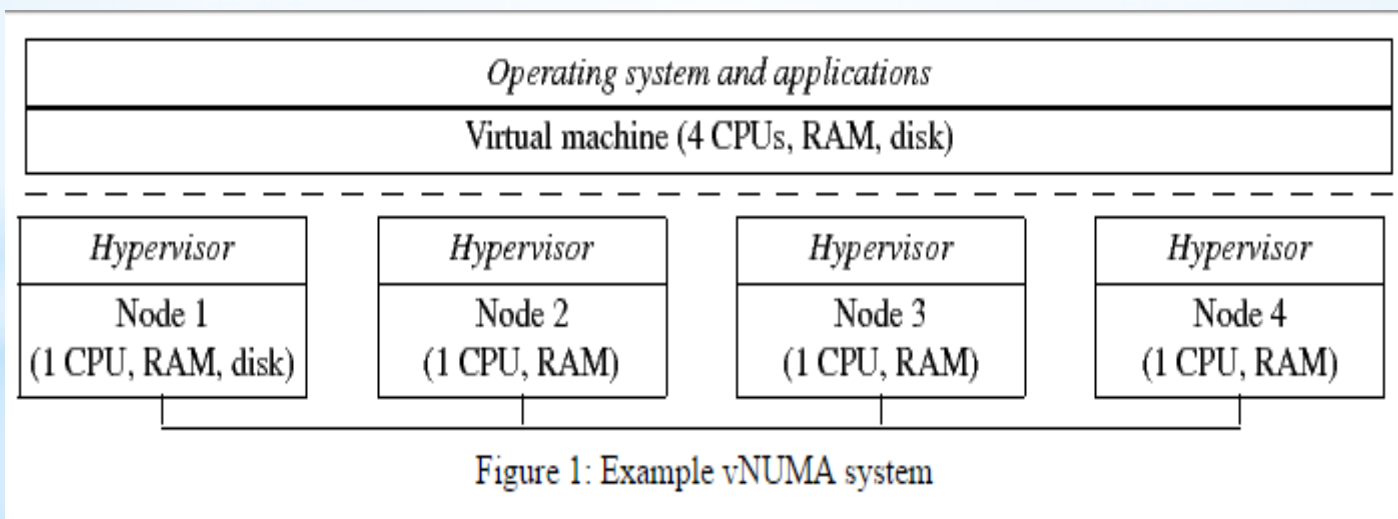 Operating system and applications
Virtual machine (4 CPUs, RAM, disk)
Hypervisor
Node 1
(1 CPU, RAM, disk)
Hypervisor
Node 2
(1 CPU, RAM)
Hypervisor
Node 3
(1 CPU, RAM)
Hypervisor
Node 4
(1 CPU, RAM)
Figure 1: Example vNUMA system